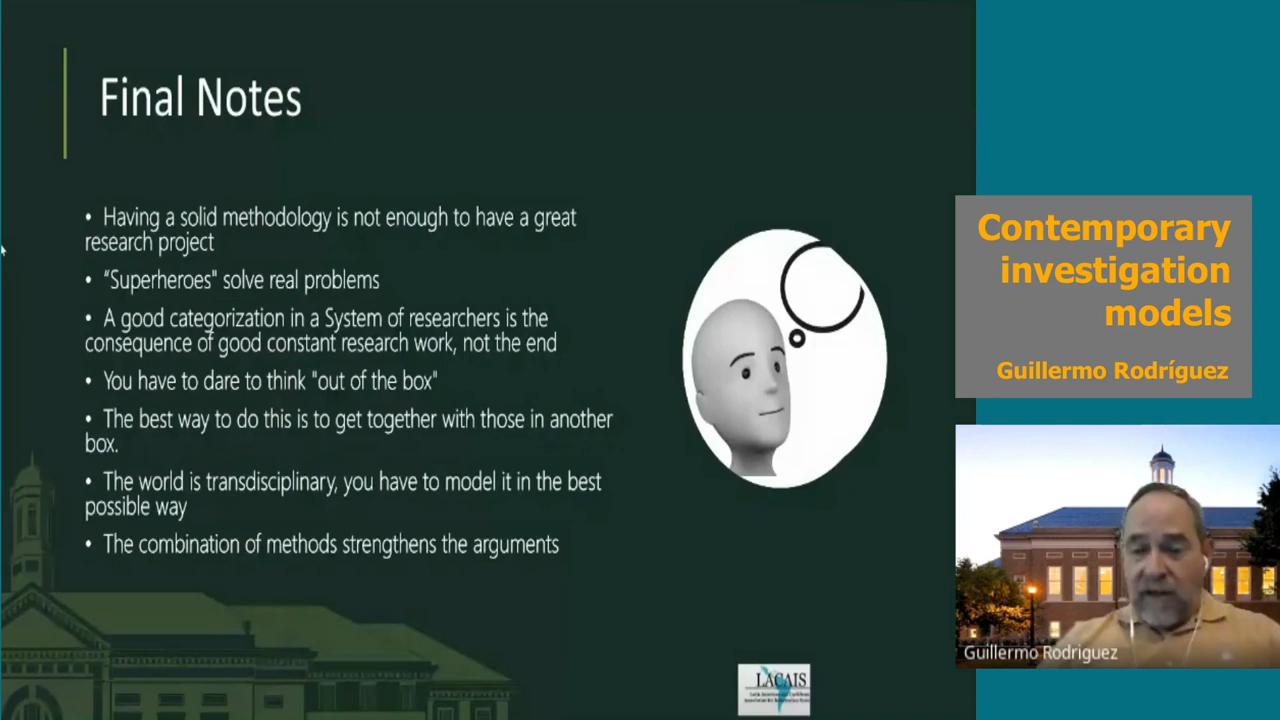 Final Notes
• Having a solid methodology is not enough to have a great
research project
• “Superheroes" solve real problems
• A good categorization in a System of researchers is the
consequence of good constant research work, not the end
• You have to dare to think "out of the box"
• The best way to do this is to get together with those in another
box.
• The world is transdisciplinary, you have to model it in the best
possible way
• The combination of methods strengthens the arguments
Contemporary
investigation
models
Guillermo Rodríguez
Guillermo Rodriguez
LACAIS